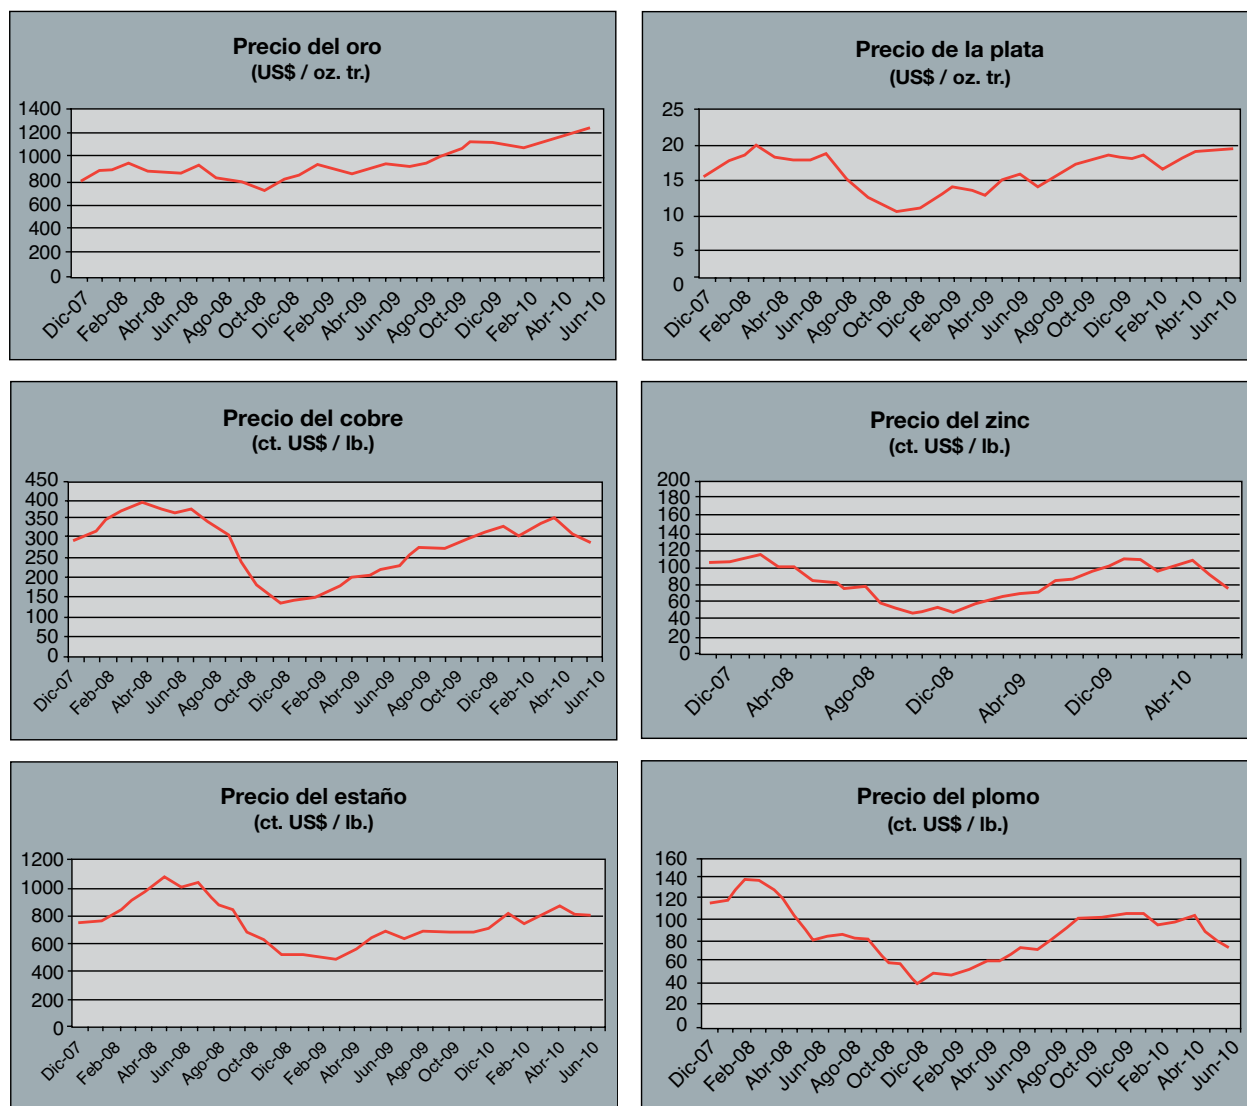 Precio del oro
(US$ / oz. tr.)
1400
1200
1000
800
600
400
200
0
Dic-07
Feb-08
Abr-08
Jun-08
Ago-08
Oct-08
Dic-08
Feb-09
Abr-09
Jun-09
Ago-09
Oct-09
Dic-09
Feb-10
Abr-10
Jun-10
Precio de la plata
(US$ / oz. tr.)
25
20
15
10
5
0
Dic-07
Feb-08
Abr-08
Jun-08
Ago-08
Oct-08
Dic-08
Feb-09
Abr-09
Jun-09
Ago-09
Oct-09
Dic-09
Feb-10
Abr-10
Jun-10
Precio del cobre
(ct. US$ / lb.)
450
400
350
300
250
200
150
100
50
0
Dic-07
Feb-08
Abr-08
Jun-08
Ago-08
Oct-08
Dic-08
Feb-09
Abr-09
Jun-09
Ago-09
Oct-09
Dic-09
Feb-10
Abr-10
Jun-10
Precio del zinc
(ct. US$ / lb.)
200
180
160
140
120
100
80
60
40
20
0
Dic-07
Abr-08
Ago-08
Dic-08
Abr-09
Dic-09
Abr-10
Precio del estaño
(ct. US$ / lb.)
1200
1000
800
600
400
200
0
Dic-07
Feb-08
Abr-08
Jun-08
Ago-08
Oct-08
Dic-08
Feb-09
Abr-09
Jun-09
Ago-09
Oct-09
Dic-10
Feb-10
Abr-10
Jun-10
Precio del plomo
(ct. US$ / lb.)
160
140
120
100
80
60
40
20
0
Dic-07
Feb-08
Abr-08
Jun-08
Ago-08
Oct-08
Dic-08
Feb-09
Abr-09
Jun-09
Ago-09
Oct-09
Dic-09
Feb-10
Abr-10
Jun-10